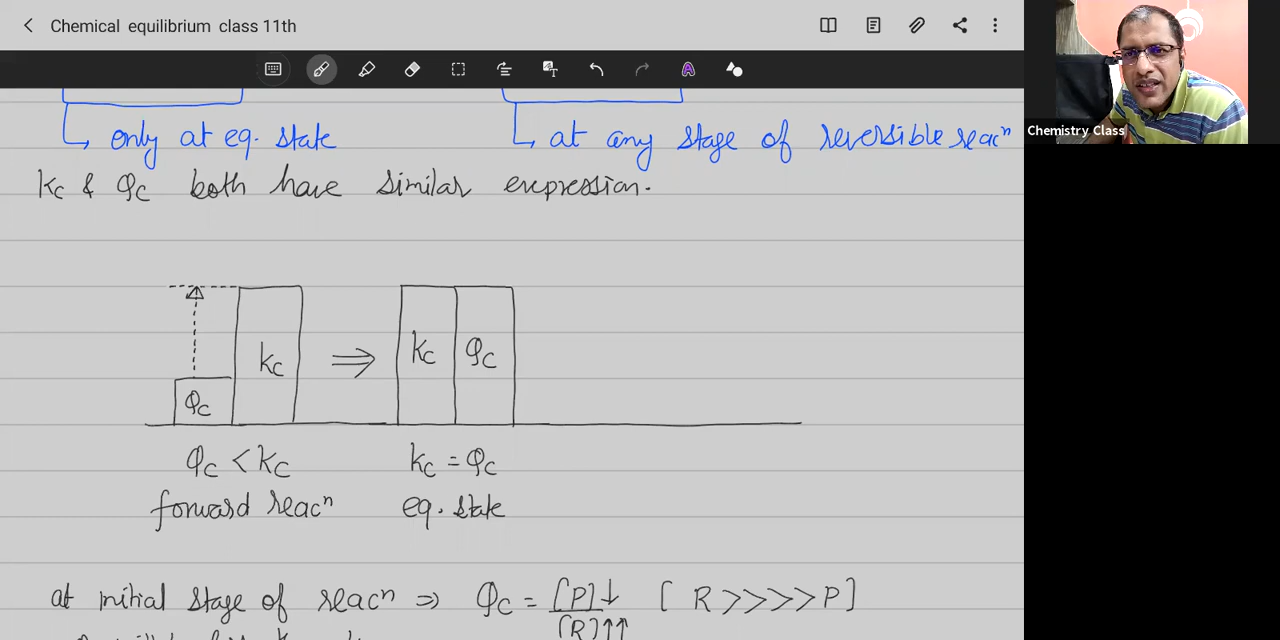 Chemical equilibrium class 11th
Chemistry Class
only at eq. state
at any stage of reversible reacⁿ
Kc & Qc both have similar expression.
Kc
Kc
Qc
Qc
Qc < Kc
Kc = Qc
forward reacⁿ
eq. state
at initial stage of reacⁿ ⇒ Qc = [P]↓ [ R >>>> P]
[R]↑↑